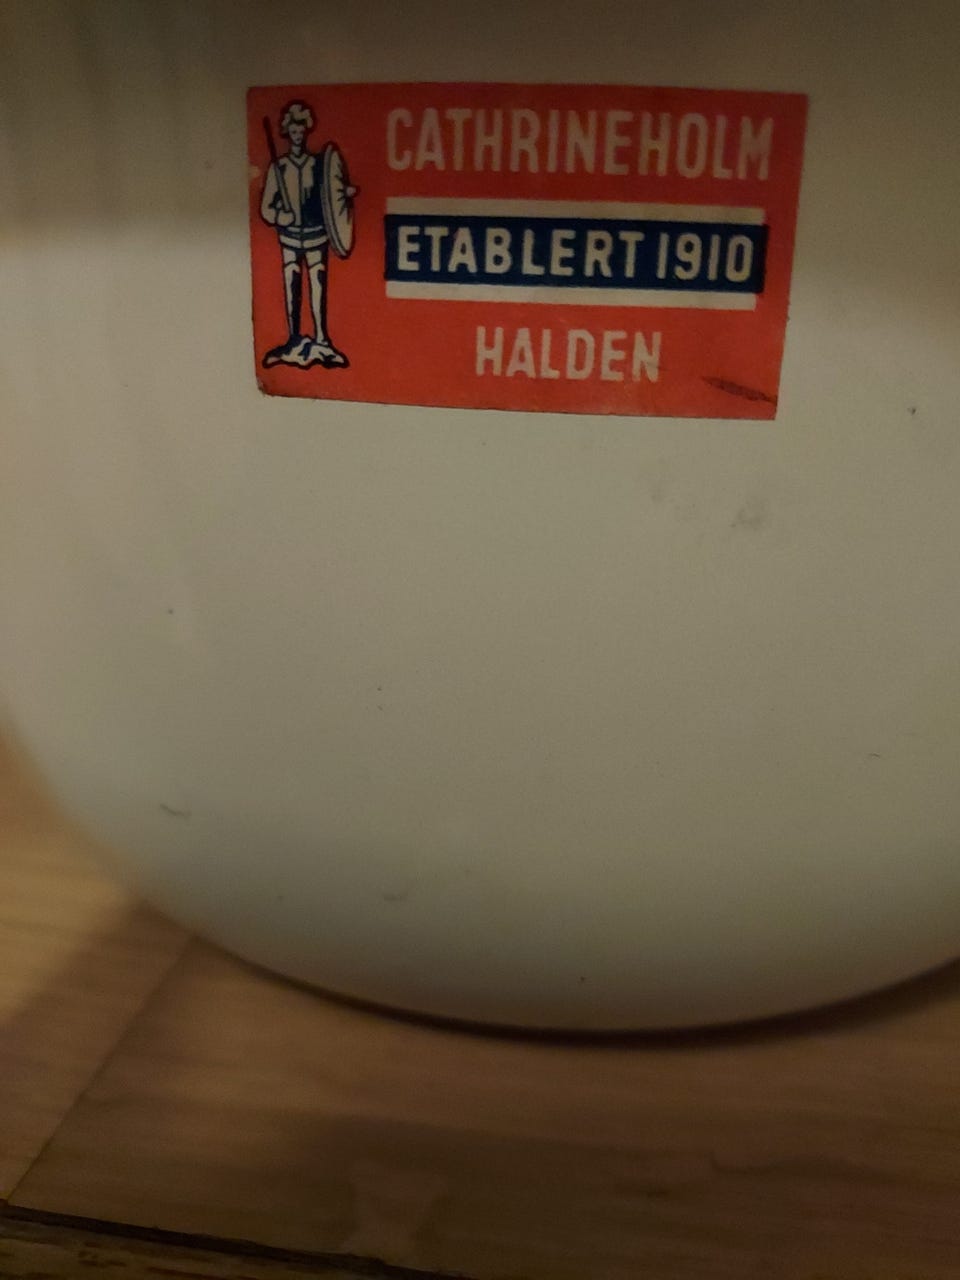 CATHRINEHOLM
ETABLERT 1910
HALDEN